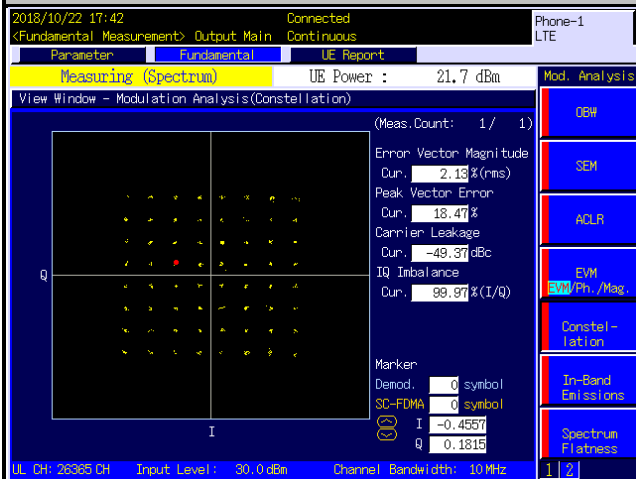 2018/10/22 17:42 Connected Phone-1
<Fundamental Measurement> Output Main Continuous LTE
Parameter Fundamental UE Report
Measuring (Spectrum) UE Power : 21.7 dBm Mod. Analysis
View Window - Modulation Analysis(Constellation)
(Meas.Count: 1/ 1)
OBW
Error Vector Magnitude
Cur. 2.13 %(rms)
SEM
Peak Vector Error
Cur. 18.47 %
ACLR
Carrier Leakage
Cur. -49.37 dBc
IQ Imbalance
Cur. 99.97 %(I/Q)
EVM
EVM/Ph./Mag.
Q
Constel-
lation
Marker
Demod. 0 symbol
SC-FDMA 0 symbol
I -0.4557
Q 0.1815
In-Band
Emissions
I
Spectrum
Flatness
UL CH: 26365 CH Input Level: 30.0 dBm Channel Bandwidth: 10 MHz 1 2